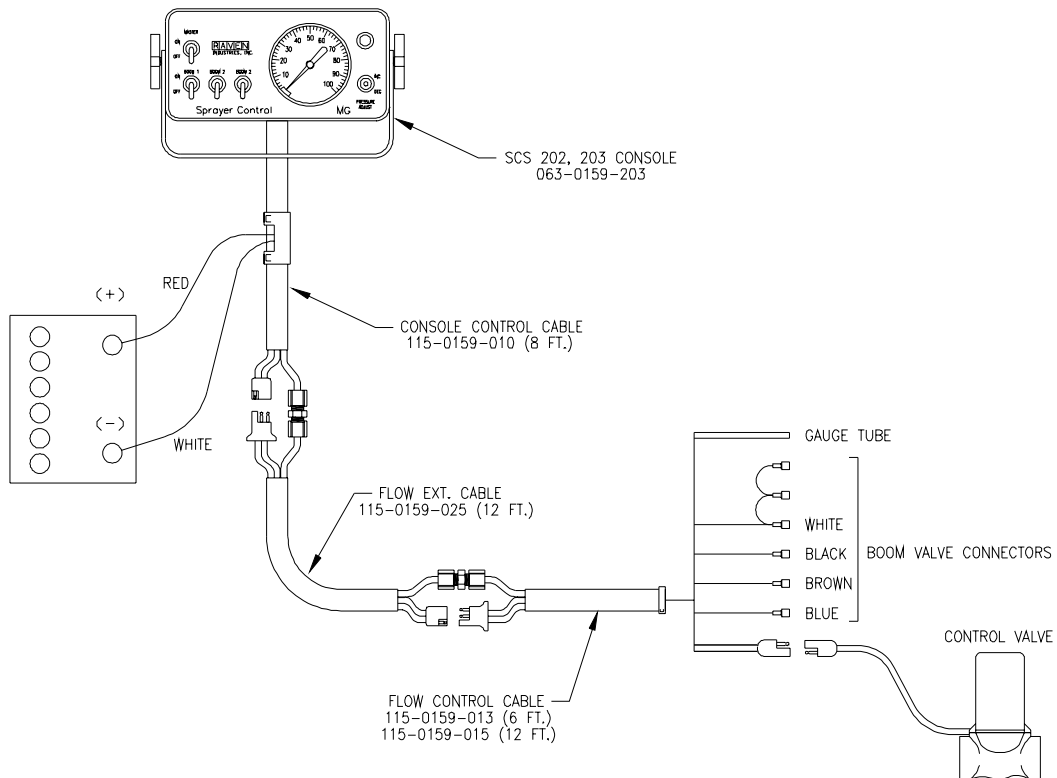 MASTER
ON
OFF
RAVEN
INDUSTRIES, INC.
BOOM 1 BOOM 2 BOOM 3
ON
OFF
10 20 30 40 50 60 70 80 90 100
INC
DEC
PRESSURE
ADJUST
Sprayer Control MG
SCS 202, 203 CONSOLE
063-0159-203
RED
(+)
CONSOLE CONTROL CABLE
115-0159-010 (8 FT.)
(-)
WHITE
GAUGE TUBE
FLOW EXT. CABLE
115-0159-025 (12 FT.)
WHITE
BLACK
BOOM VALVE CONNECTORS
BROWN
BLUE
CONTROL VALVE
FLOW CONTROL CABLE
115-0159-013 (6 FT.)
115-0159-015 (12 FT.)